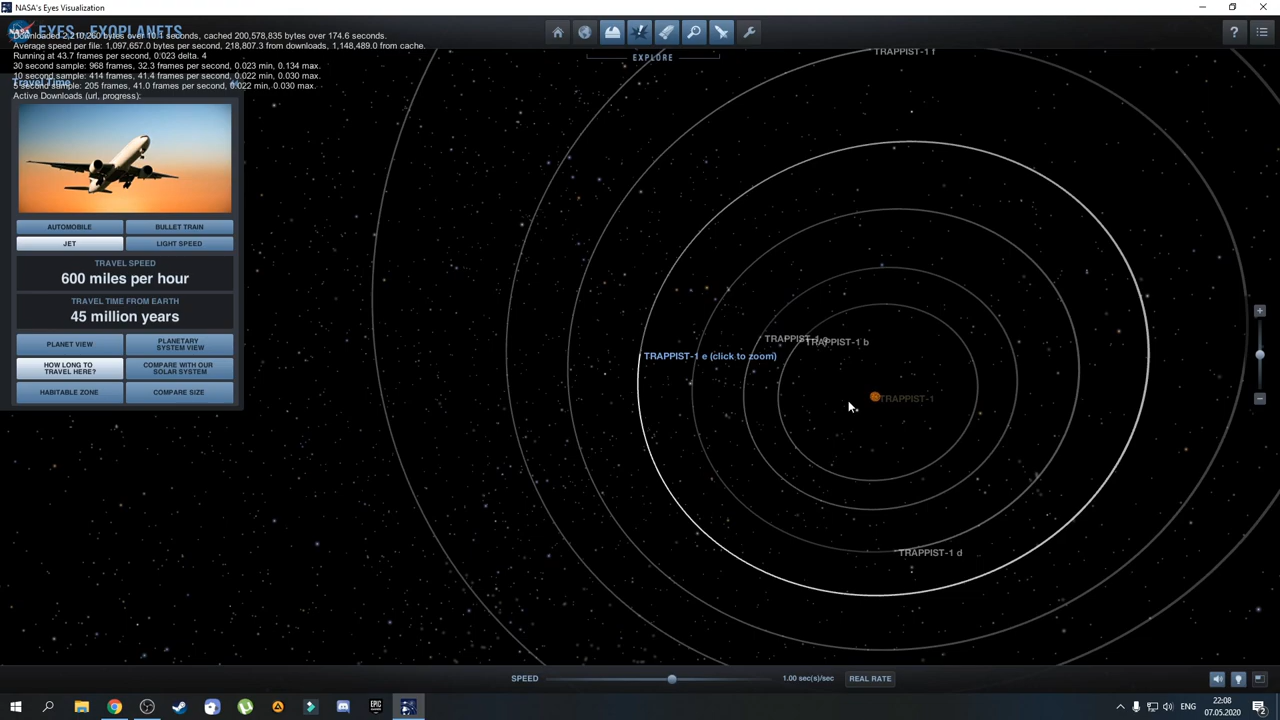 NASA's Eyes Visualization
NASA EYES ON EXOPLANETS
Downloaded 2,210,260 bytes over 10.1 seconds, cached 200,578,835 bytes over 174.6 seconds.
Average speed per file: 1,097,657.0 bytes per second, 218,807.3 from downloads, 1,148,489.0 from cache.
Running at 43.7 frames per second, 0.023 delta. 4
30 second sample: 968 frames, 32.3 frames per second, 0.023 min, 0.134 max.
10 second sample: 414 frames, 41.4 frames per second, 0.022 min, 0.030 max.
Travel Time
5 second sample: 205 frames, 41.0 frames per second, 0.022 min, 0.030 max.
Active Downloads (url, progress):
EXPLORE
?
AUTOMOBILE
BULLET TRAIN
JET
LIGHT SPEED
TRAVEL SPEED
600 miles per hour
TRAVEL TIME FROM EARTH
45 million years
PLANET VIEW
PLANETARY
SYSTEM VIEW
HOW LONG TO
TRAVEL HERE?
COMPARE WITH OUR
SOLAR SYSTEM
HABITABLE ZONE
COMPARE SIZE
TRAPPIST-1 f
TRAPPIST-1 b
TRAPPIST-1 e (click to zoom)
TRAPPIST-1
TRAPPIST-1 d
SPEED
1.00 sec(s)/sec
REAL RATE
EPIC
ENG
22:08
07.05.2020
2